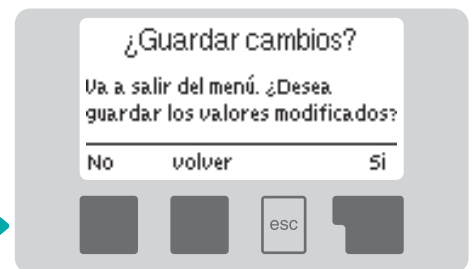 ¿Guardar cambios?
Va a salir del menú. ¿Desea
guardar los valores modificados?
No volver Si
esc